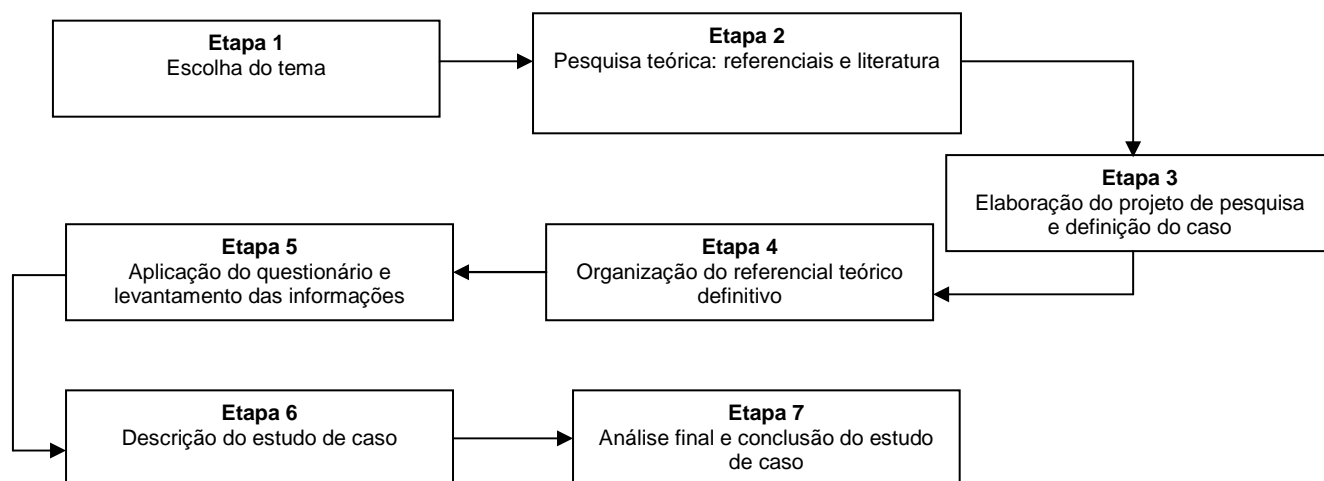 Etapa 1
Escolha do tema
Etapa 2
Pesquisa teórica: referenciais e literatura
Etapa 3
Elaboração do projeto de pesquisa
e definição do caso
Etapa 4
Organização do referencial teórico
definitivo
Etapa 5
Aplicação do questionário e
levantamento das informações
Etapa 6
Descrição do estudo de caso
Etapa 7
Análise final e conclusão do estudo
de caso